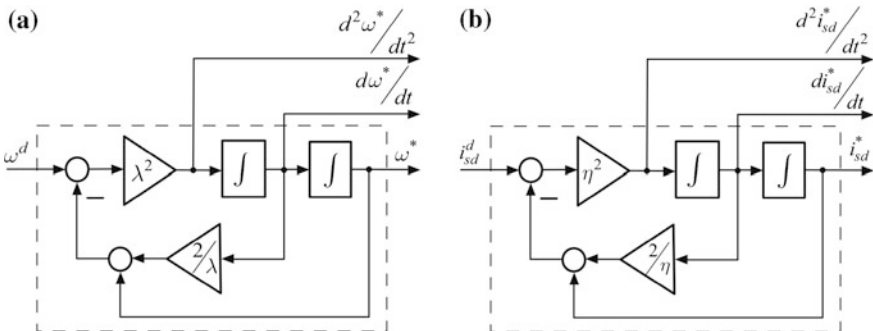 (a)
d²ω*/dt²
dω*/dt
ω^d
λ²
∫
∫
ω*
−
2/λ
(b)
d²i*_sd/dt²
di*_sd/dt
i^d_sd
η²
∫
∫
i*_sd
−
2/η